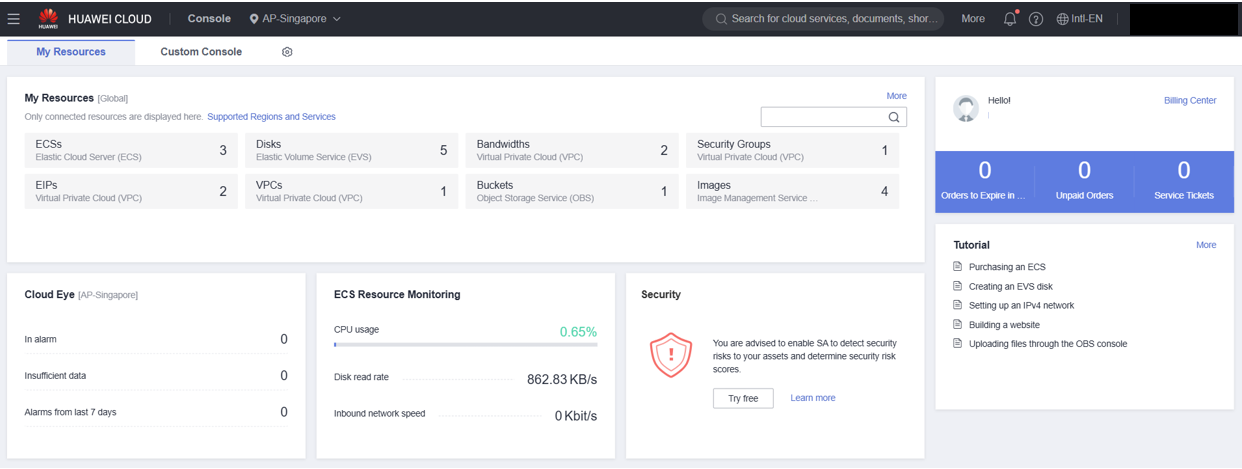 HUAWEI
HUAWEI CLOUD
Console
AP-Singapore
Search for cloud services, documents, shor...
More
Intl-EN
My Resources
Custom Console
My Resources [Global]
More
Only connected resources are displayed here. Supported Regions and Services
ECSs
Elastic Cloud Server (ECS)
3
Disks
Elastic Volume Service (EVS)
5
Bandwidths
Virtual Private Cloud (VPC)
2
Security Groups
Virtual Private Cloud (VPC)
1
EIPs
Virtual Private Cloud (VPC)
2
VPCs
Virtual Private Cloud (VPC)
1
Buckets
Object Storage Service (OBS)
1
Images
Image Management Service ...
4
Hello!
Billing Center
0
Orders to Expire in ...
0
Unpaid Orders
0
Service Tickets
Tutorial
More
Purchasing an ECS
Creating an EVS disk
Setting up an IPv4 network
Building a website
Uploading files through the OBS console
Cloud Eye [AP-Singapore]
In alarm 0
Insufficient data 0
Alarms from last 7 days 0
ECS Resource Monitoring
CPU usage 0.65%
Disk read rate 862.83 KB/s
Inbound network speed 0 Kbit/s
Security
You are advised to enable SA to detect security
risks to your assets and determine security risk
scores.
Try free
Learn more